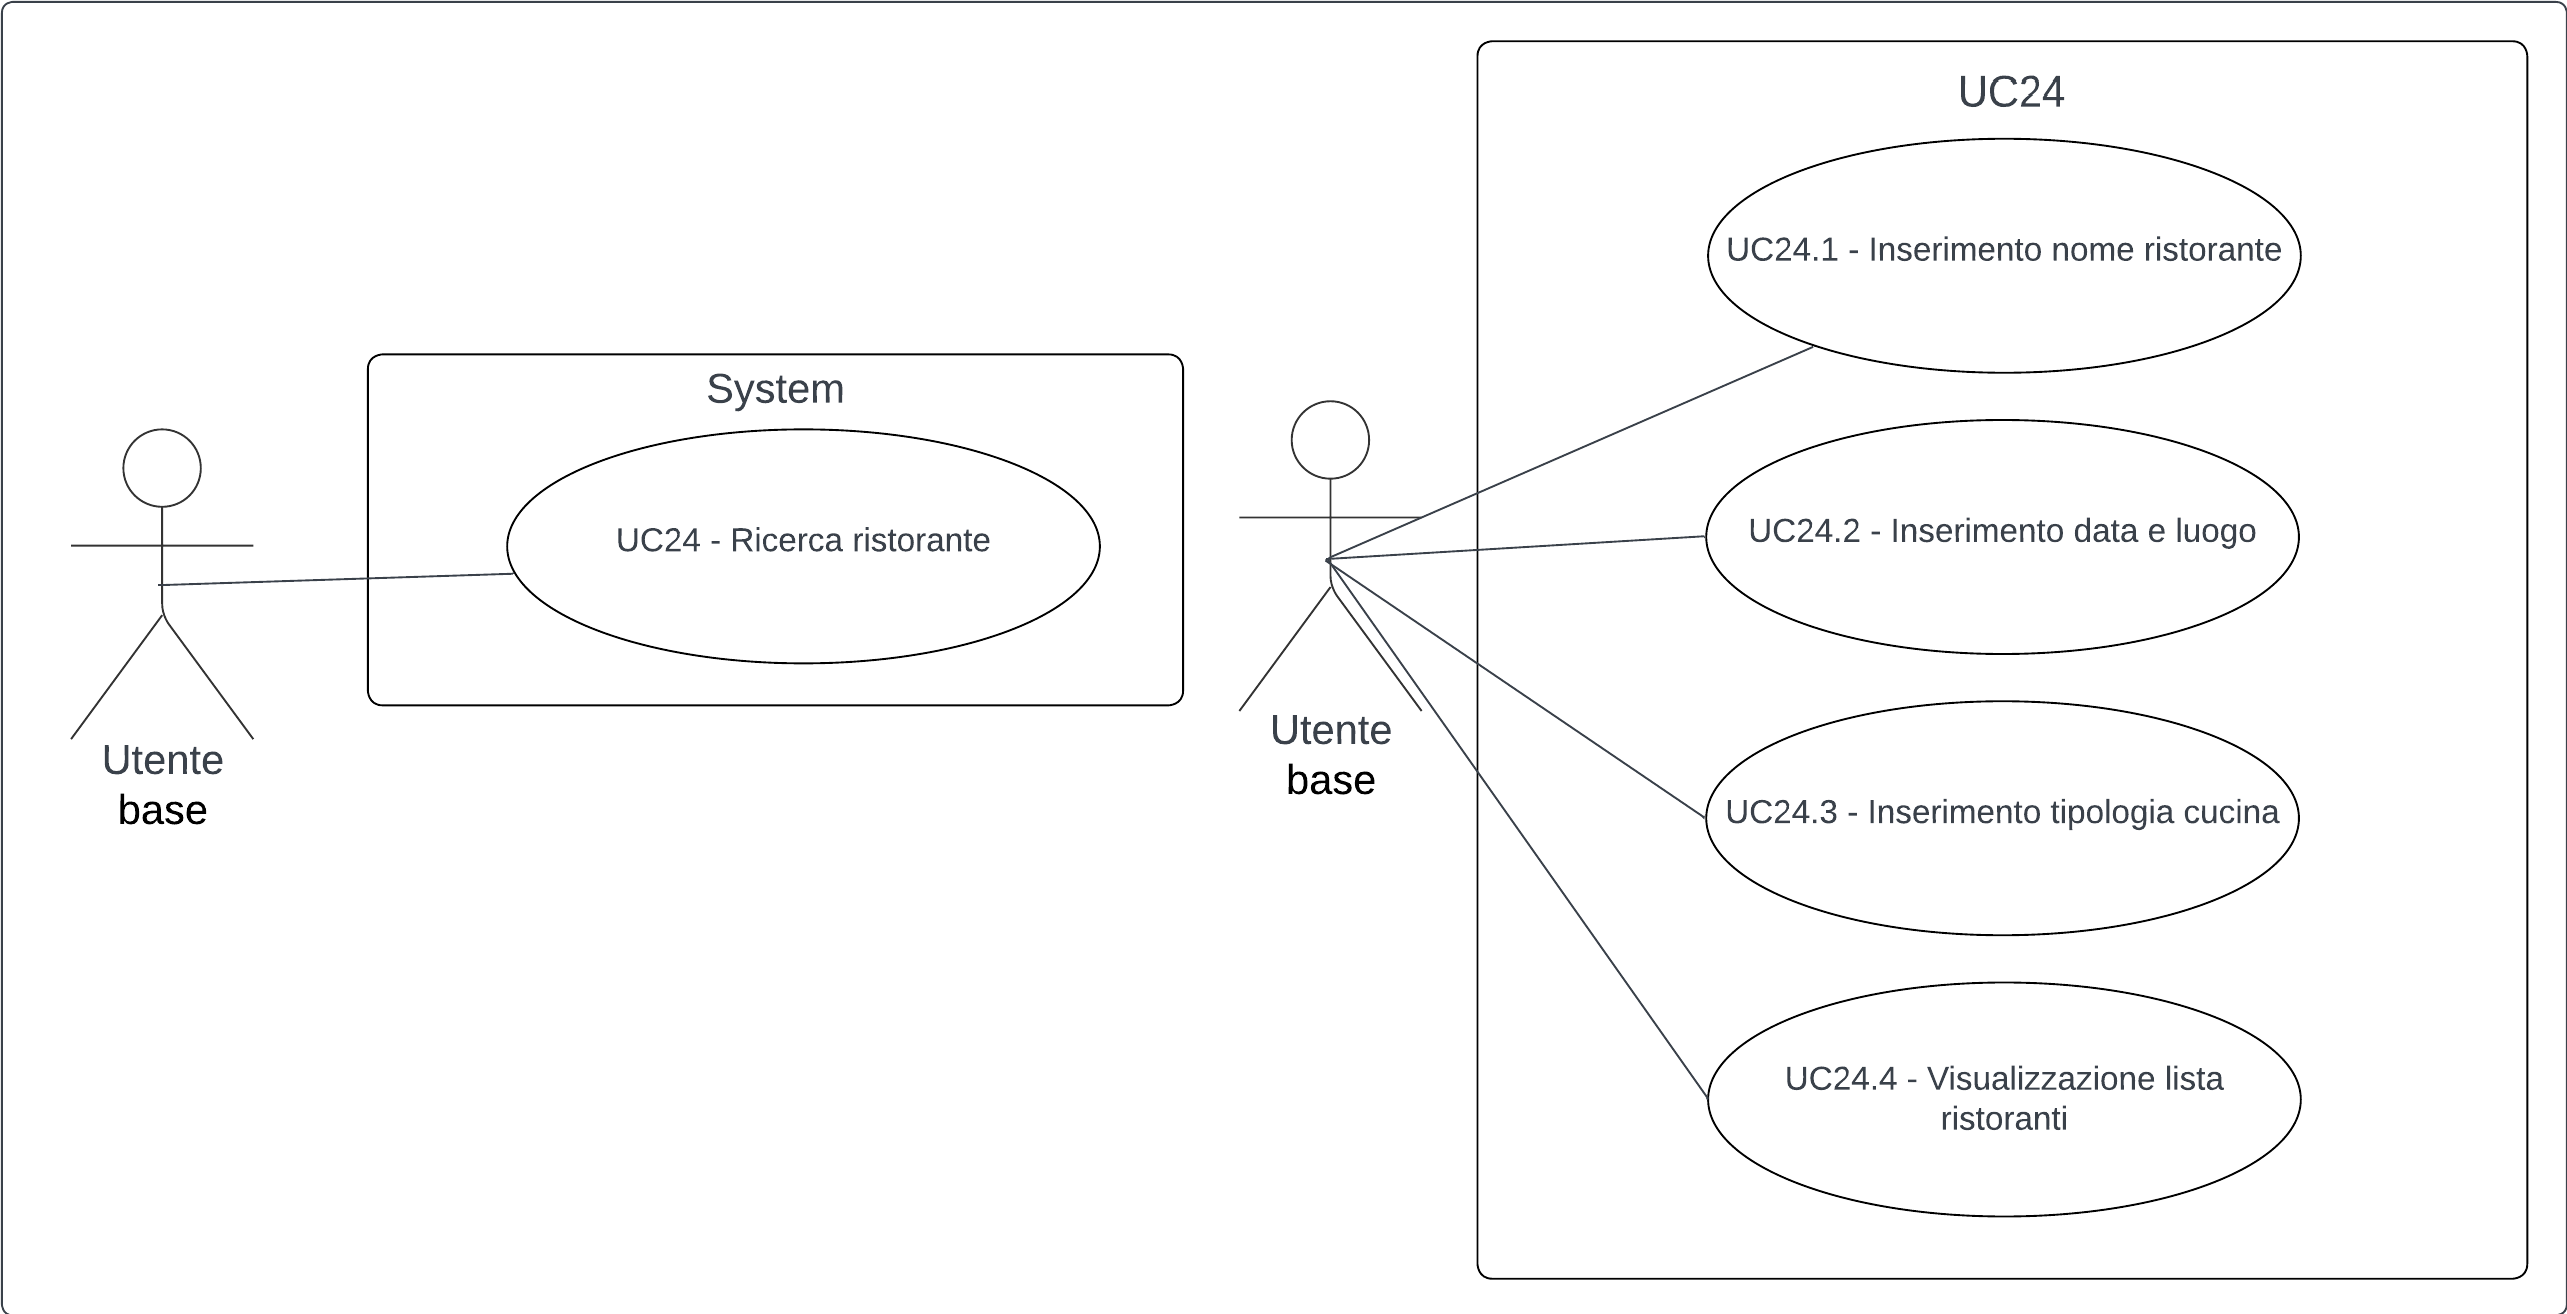 System
UC24 - Ricerca ristorante
Utente
base
UC24
UC24.1 - Inserimento nome ristorante
UC24.2 - Inserimento data e luogo
UC24.3 - Inserimento tipologia cucina
UC24.4 - Visualizzazione lista
ristoranti
Utente
base